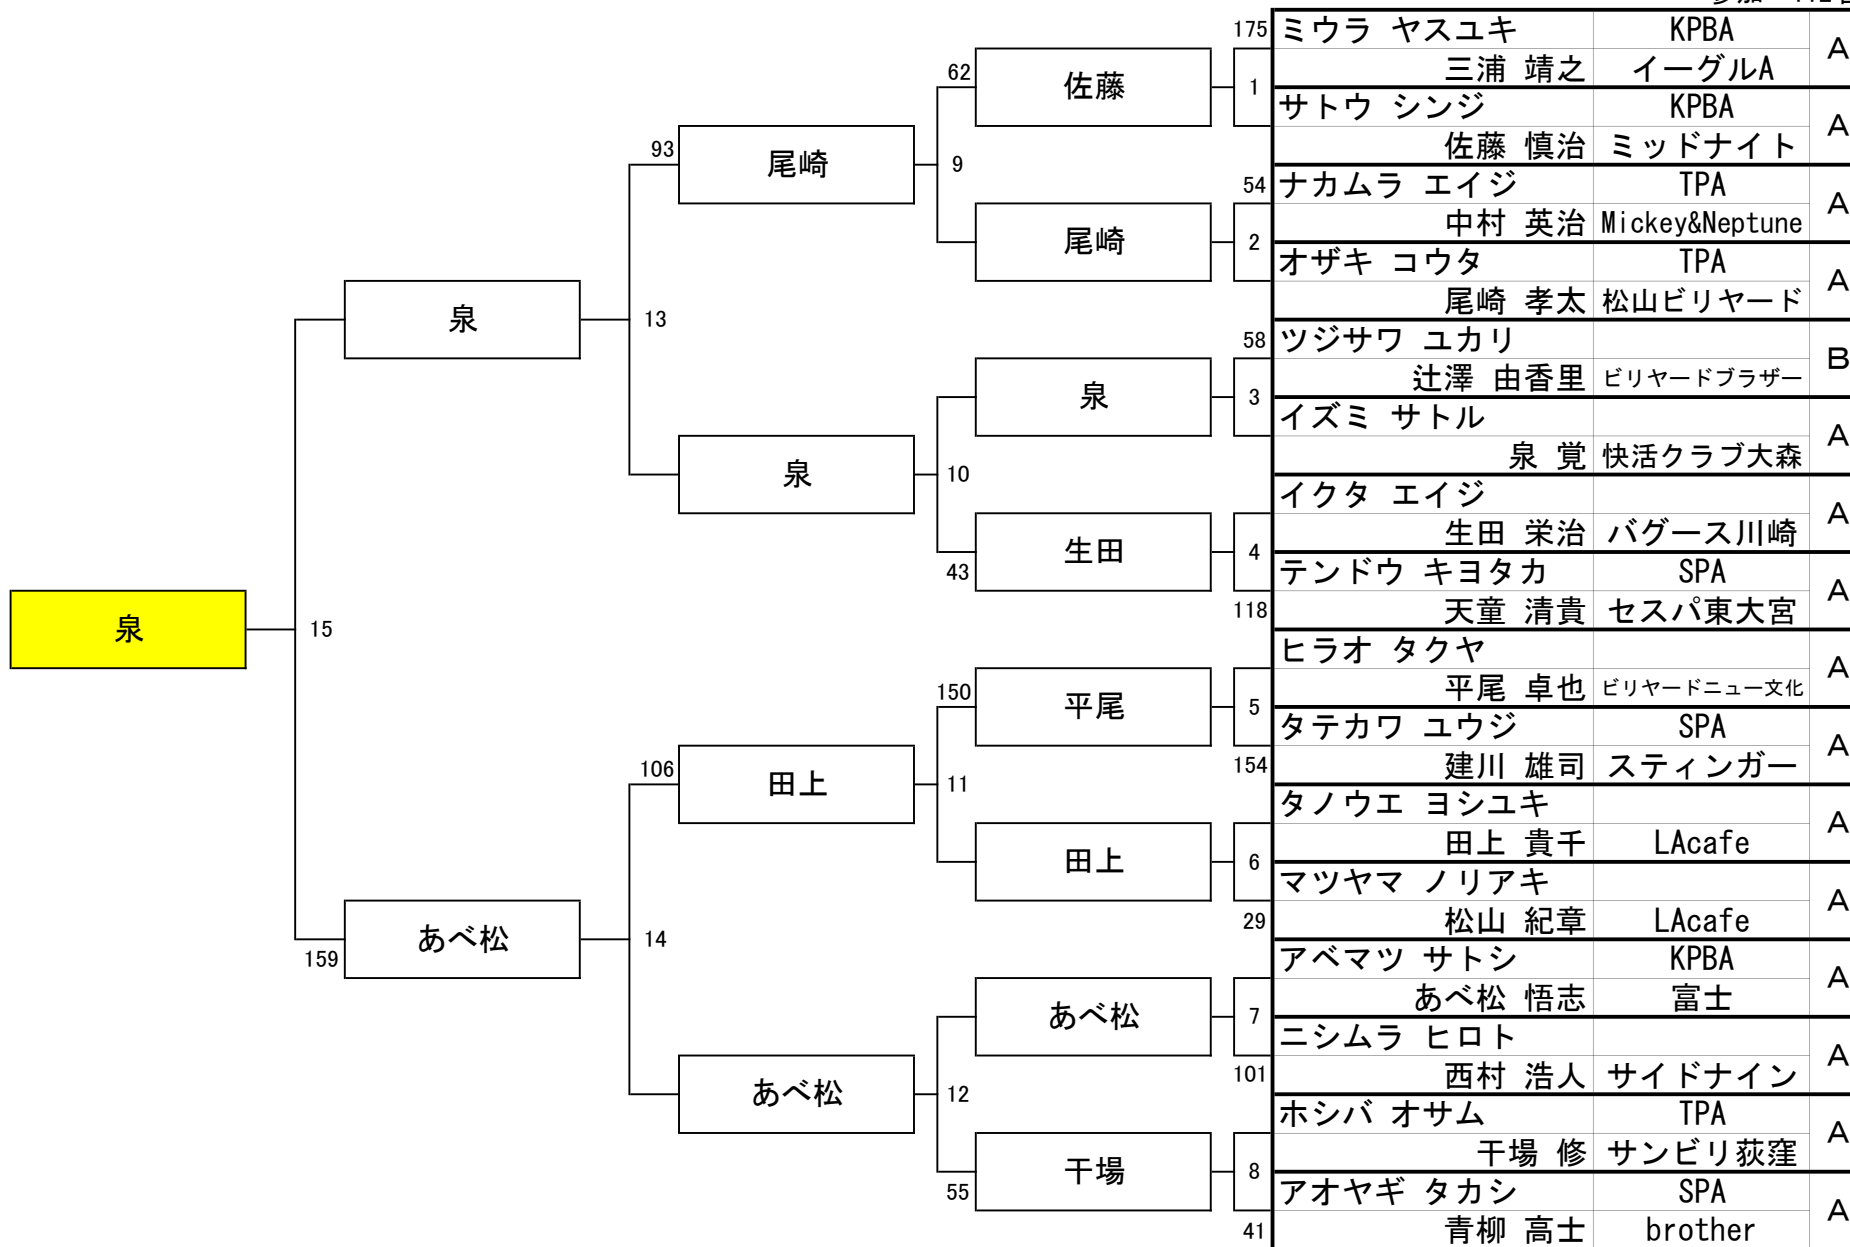 175 ミウラ ヤスユキ KPBA A
三浦 靖之 イーグルA
62 佐藤 1
サトウ シンジ KPBA A
佐藤 慎治 ミッドナイト
93 尾崎 9
54 ナカムラ エイジ TPA A
中村 英治 Mickey&Neptune
尾崎 2
オザキ コウタ TPA A
尾崎 孝太 松山ビリヤード
泉 13
58 ツジサワ ユカリ B
辻澤 由香里 ビリヤードブラザー
泉 3
イズミ サトル A
泉 覚 快活クラブ大森
泉 10
イクタ エイジ A
生田 栄治 バグース川崎
43 生田 4
テンドウ キヨタカ SPA A
118 天童 清貴 セスパ東大宮
泉 15
ヒラオ タクヤ A
平尾 卓也 ビリヤードニュー文化
150 平尾 5
タテカワ ユウジ SPA A
154 建川 雄司 スティンガー
106 田上 11
タノウエ ヨシユキ A
田上 貴千 LAcafe
田上 6
マツヤマ ノリアキ A
29 松山 紀章 LAcafe
159 あべ松 14
アベマツ サトシ KPBA A
あべ松 悟志 富士
あべ松 7
ニシムラ ヒロト A
101 西村 浩人 サイドナイン
あべ松 12
ホシバ オサム TPA A
干場 修 サンビリ荻窪
55 干場 8
アオヤギ タカシ SPA A
41 青柳 高士 brother